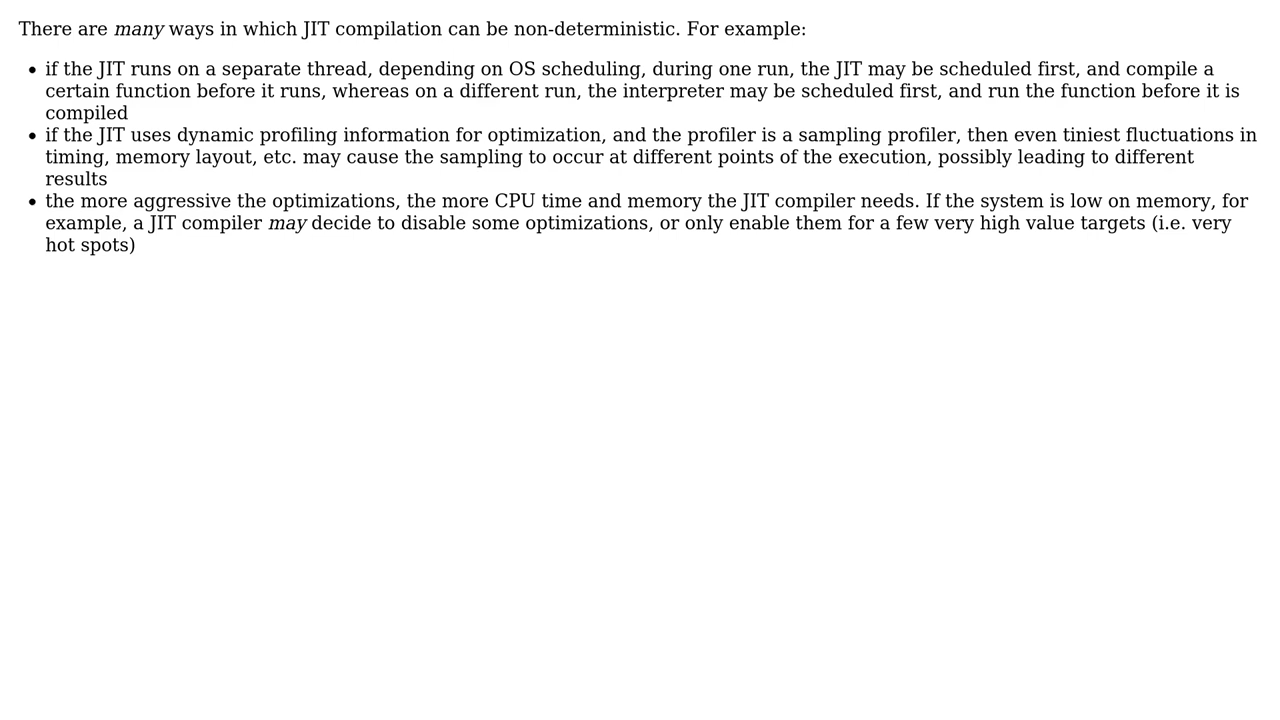 There are many ways in which JIT compilation can be non-deterministic. For example:
• if the JIT runs on a separate thread, depending on OS scheduling, during one run, the JIT may be scheduled first, and compile a
certain function before it runs, whereas on a different run, the interpreter may be scheduled first, and run the function before it is
compiled
• if the JIT uses dynamic profiling information for optimization, and the profiler is a sampling profiler, then even tiniest fluctuations in
timing, memory layout, etc. may cause the sampling to occur at different points of the execution, possibly leading to different
results
• the more aggressive the optimizations, the more CPU time and memory the JIT compiler needs. If the system is low on memory, for
example, a JIT compiler may decide to disable some optimizations, or only enable them for a few very high value targets (i.e. very
hot spots)